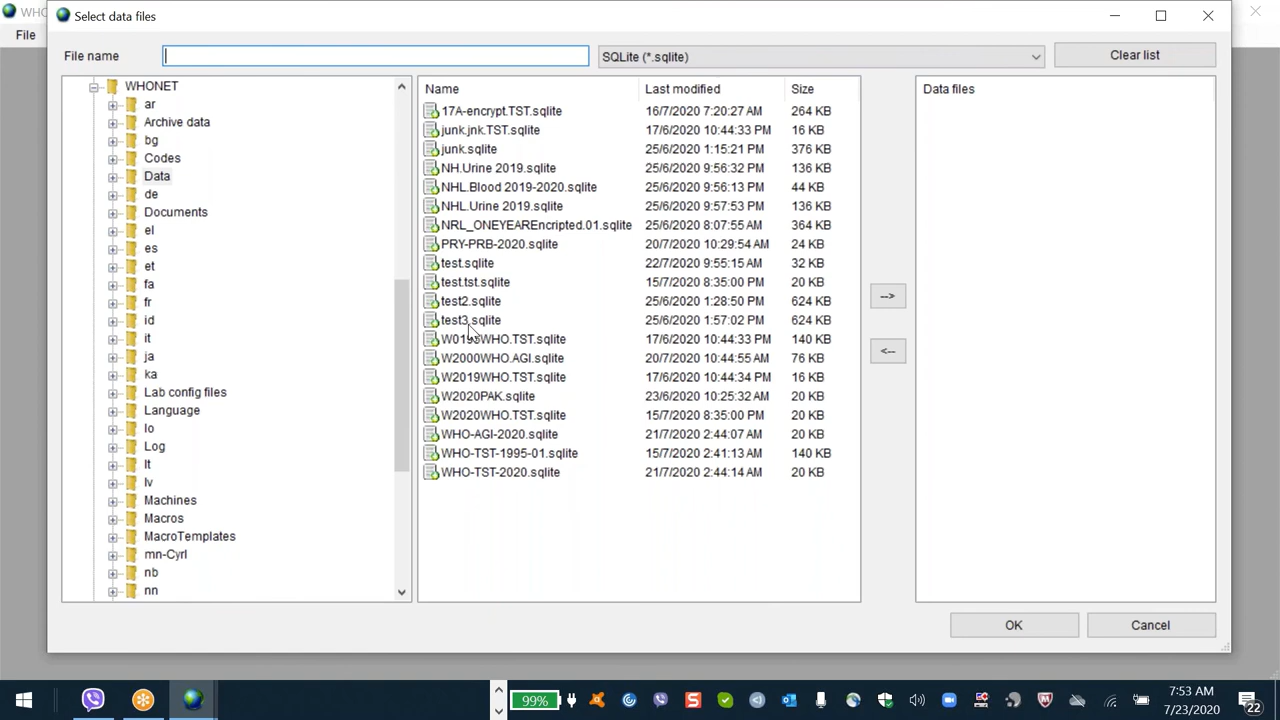 WHO
Select data files
File
File name
SQLite (*.sqlite)
Clear list
WHONET
ar
Archive data
bg
Codes
Data
de
Documents
el
es
et
fa
fr
id
it
ja
ka
Lab config files
Language
lo
Log
lt
lv
Machines
Macros
MacroTemplates
mn-Cyrl
nb
nn
Name Last modified Size
17A-encrypt.TST.sqlite 16/7/2020 7:20:27 AM 264 KB
junk.jnk.TST.sqlite 17/6/2020 10:44:33 PM 16 KB
junk.sqlite 25/6/2020 1:15:21 PM 376 KB
NH.Urine 2019.sqlite 25/6/2020 9:56:32 PM 136 KB
NHL.Blood 2019-2020.sqlite 25/6/2020 9:56:13 PM 44 KB
NHL.Urine 2019.sqlite 25/6/2020 9:57:53 PM 136 KB
NRL_ONEYEAREncripted.01.sqlite 25/6/2020 8:07:55 AM 364 KB
PRY-PRB-2020.sqlite 20/7/2020 10:29:54 AM 24 KB
test.sqlite 22/7/2020 9:55:15 AM 32 KB
test.tst.sqlite 15/7/2020 8:35:00 PM 20 KB
test2.sqlite 25/6/2020 1:28:50 PM 624 KB
test3.sqlite 25/6/2020 1:57:02 PM 624 KB
17/6/2020 10:44:33 PM 140 KB
W2000WHO.AGI.sqlite 20/7/2020 10:44:55 AM 76 KB
W2019WHO.TST.sqlite 17/6/2020 10:44:34 PM 16 KB
W2020PAK.sqlite 23/6/2020 10:25:32 AM 20 KB
W2020WHO.TST.sqlite 15/7/2020 8:35:00 PM 20 KB
WHO-AGI-2020.sqlite 21/7/2020 2:44:07 AM 20 KB
WHO-TST-1995-01.sqlite 15/7/2020 2:41:13 AM 140 KB
WHO-TST-2020.sqlite 21/7/2020 2:44:14 AM 20 KB
-->
<--
Data files
OK
Cancel
99%
7:53 AM
7/23/2020
22